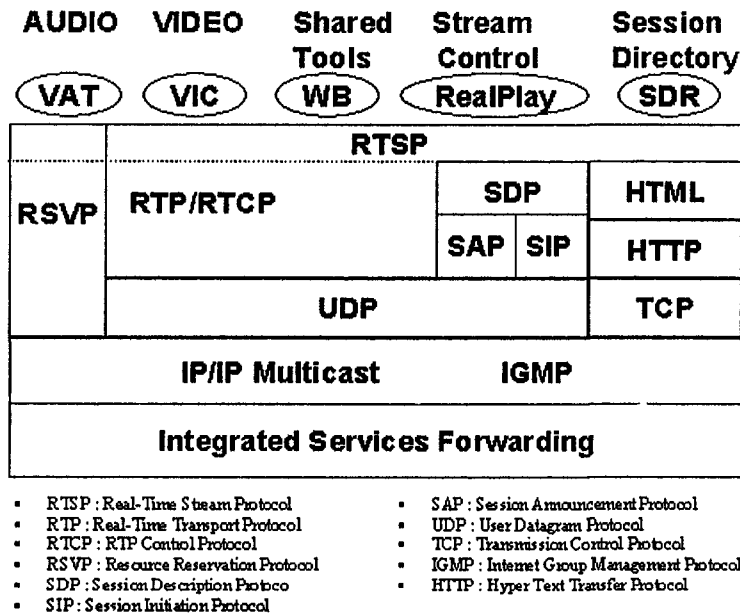 AUDIO VIDEO Shared Stream Session
Tools Control Directory
VAT VIC WB RealPlay SDR
RTSP
RSVP RTP/RTCP SDP HTML
SAP SIP HTTP
UDP TCP
IP/IP Multicast IGMP
Integrated Services Forwarding
▪ RTSP : Real-Time Stream Protocol
▪ RTP : Real-Time Transport Protocol
▪ RTCP : RTP Control Protocol
▪ RSVP : Resource Reservation Protocol
▪ SDP : Session Description Protoco
▪ SIP : Session Initiation Protocol
▪ SAP : Session Announcement Protocol
▪ UDP : User Datagram Protocol
▪ TCP : Transmission Control Protocol
▪ IGMP : Internet Group Management Protocol
▪ HTTP : Hyper Text Transfer Protocol